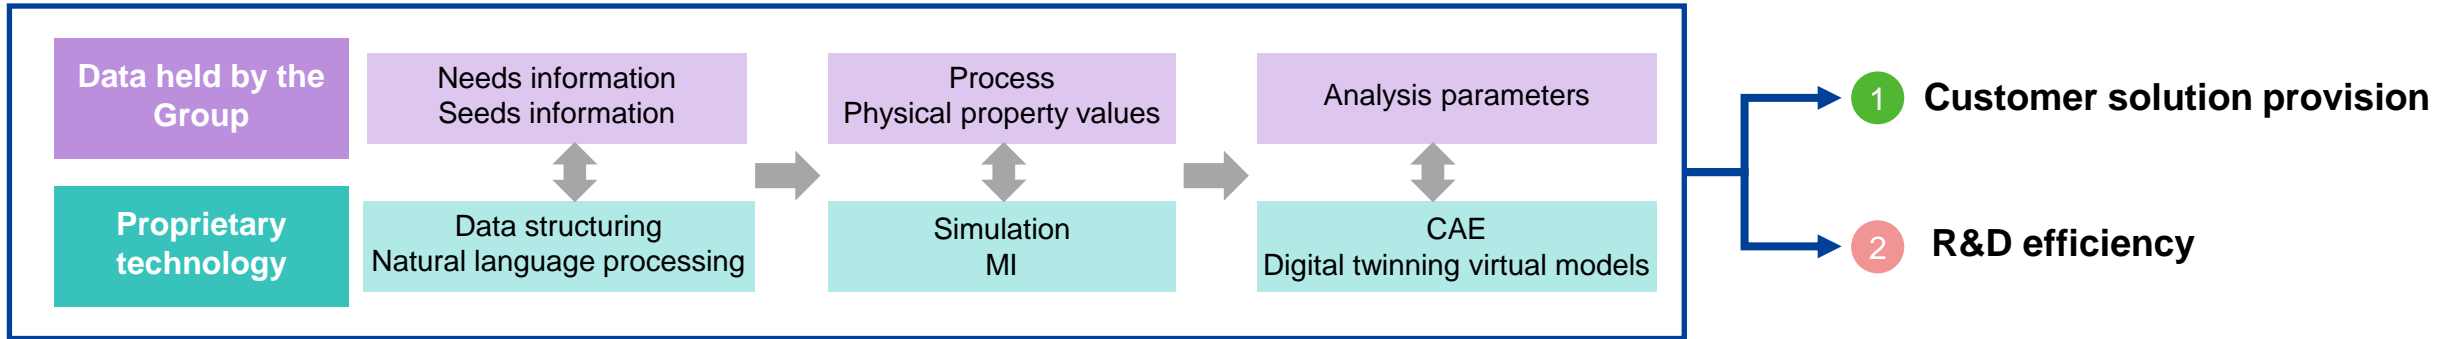 Data held by the
Group
Needs information
Seeds information
Process
Physical property values
Analysis parameters
Proprietary
technology
Data structuring
Natural language processing
Simulation
MI
CAE
Digital twinning virtual models
1 Customer solution provision
2 R&D efficiency